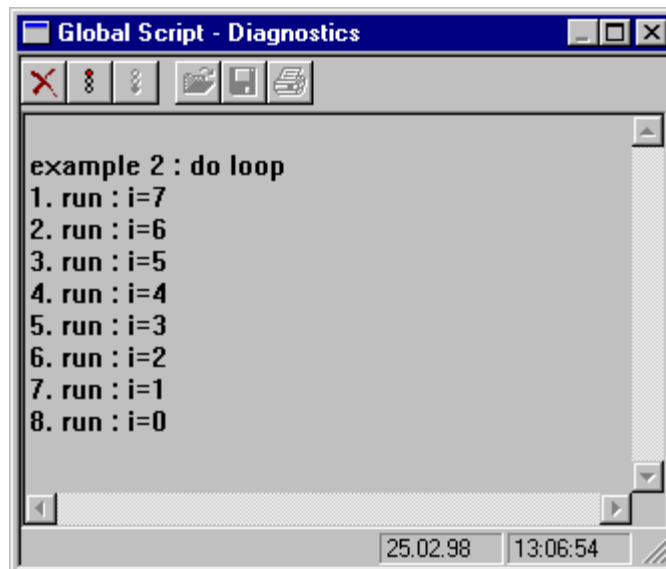 Global Script - Diagnostics
example 2 : do loop
1. run : i=7
2. run : i=6
3. run : i=5
4. run : i=4
5. run : i=3
6. run : i=2
7. run : i=1
8. run : i=0
25.02.98 13:06:54